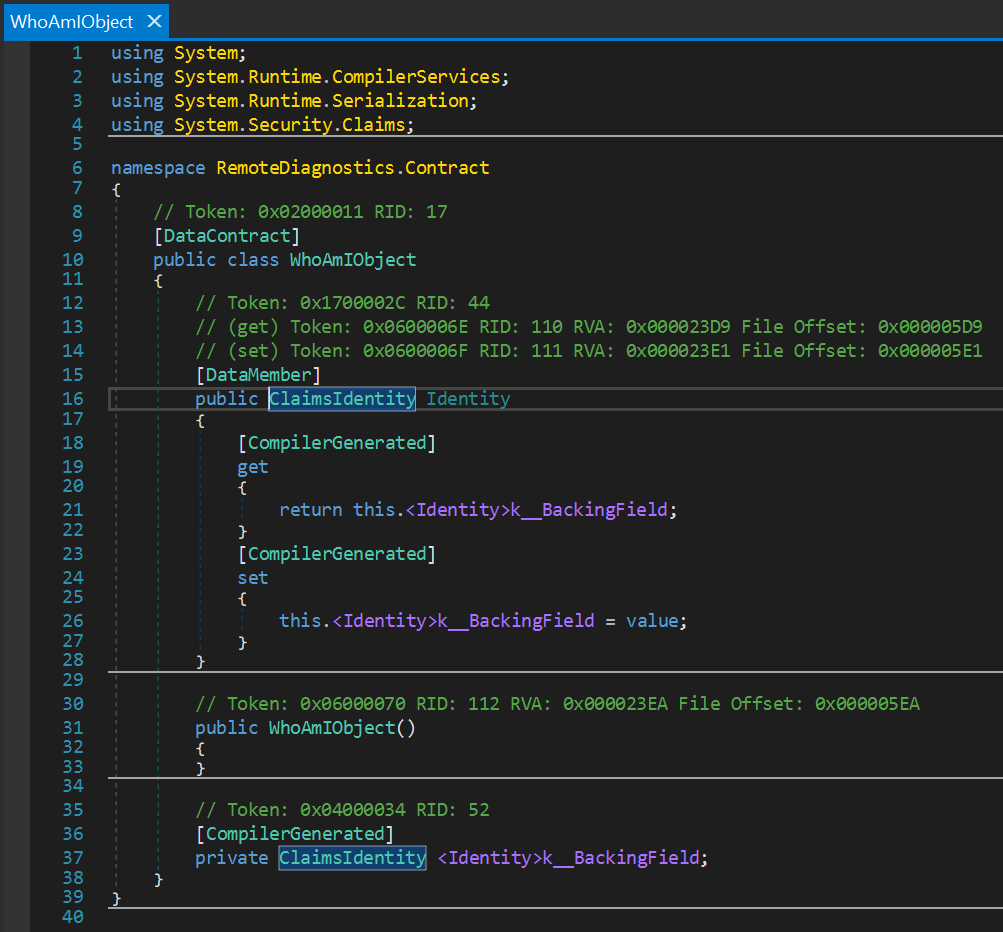 WhoAmIObject ×
1 using System;
2 using System.Runtime.CompilerServices;
3 using System.Runtime.Serialization;
4 using System.Security.Claims;
5
6 namespace RemoteDiagnostics.Contract
7 {
8     // Token: 0x02000011 RID: 17
9     [DataContract]
10     public class WhoAmIObject
11     {
12         // Token: 0x1700002C RID: 44
13         // (get) Token: 0x0600006E RID: 110 RVA: 0x000023D9 File Offset: 0x000005D9
14         // (set) Token: 0x0600006F RID: 111 RVA: 0x000023E1 File Offset: 0x000005E1
15         [DataMember]
16         public ClaimsIdentity Identity
17         {
18             [CompilerGenerated]
19             get
20             {
21                 return this.<Identity>k__BackingField;
22             }
23             [CompilerGenerated]
24             set
25             {
26                 this.<Identity>k__BackingField = value;
27             }
28         }
29
30         // Token: 0x06000070 RID: 112 RVA: 0x000023EA File Offset: 0x000005EA
31         public WhoAmIObject()
32         {
33         }
34
35         // Token: 0x04000034 RID: 52
36         [CompilerGenerated]
37         private ClaimsIdentity <Identity>k__BackingField;
38     }
39 }
40